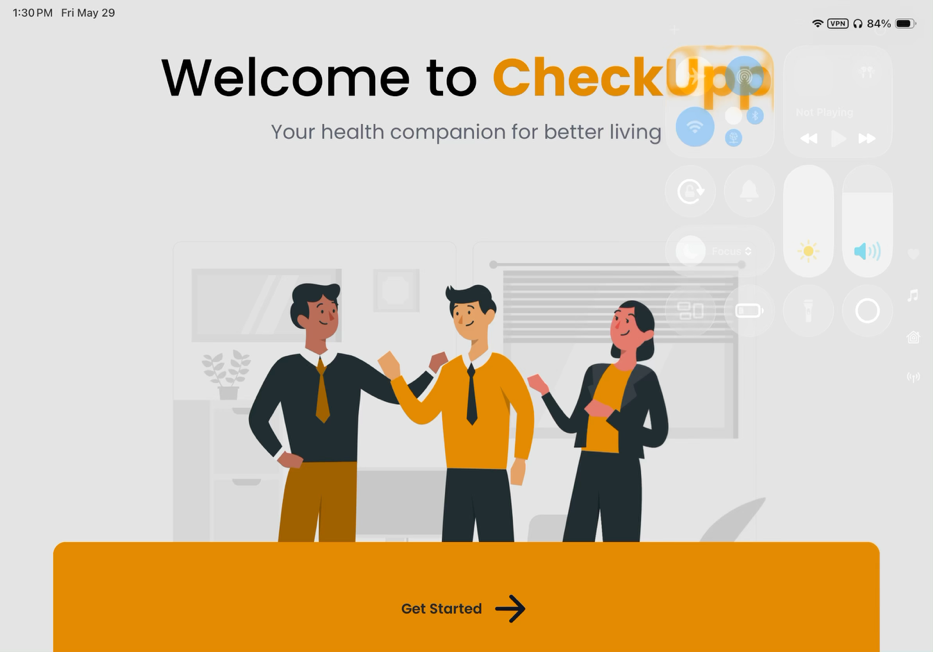 1:30 PM Fri May 29
VPN 84%
Welcome to CheckUpp
Your health companion for better living
Not Playing
Focus
Get Started